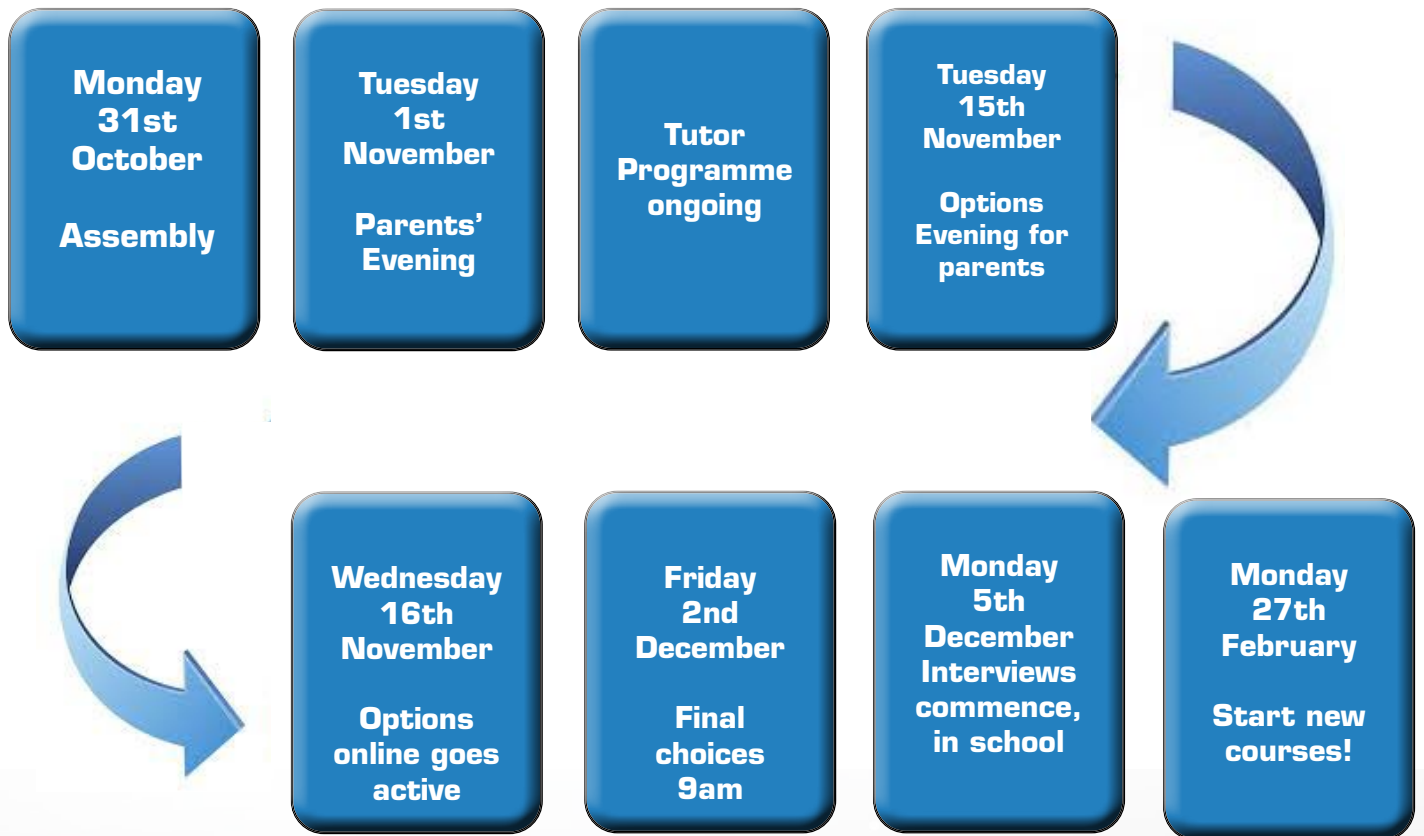 Monday
31st
October
Assembly
Tuesday
1st
November
Parents’
Evening
Tutor
Programme
ongoing
Tuesday
15th
November
Options
Evening for
parents
Wednesday
16th
November
Options
online goes
active
Friday
2nd
December
Final
choices
9am
Monday
5th
December
Interviews
commence,
in school
Monday
27th
February
Start new
courses!